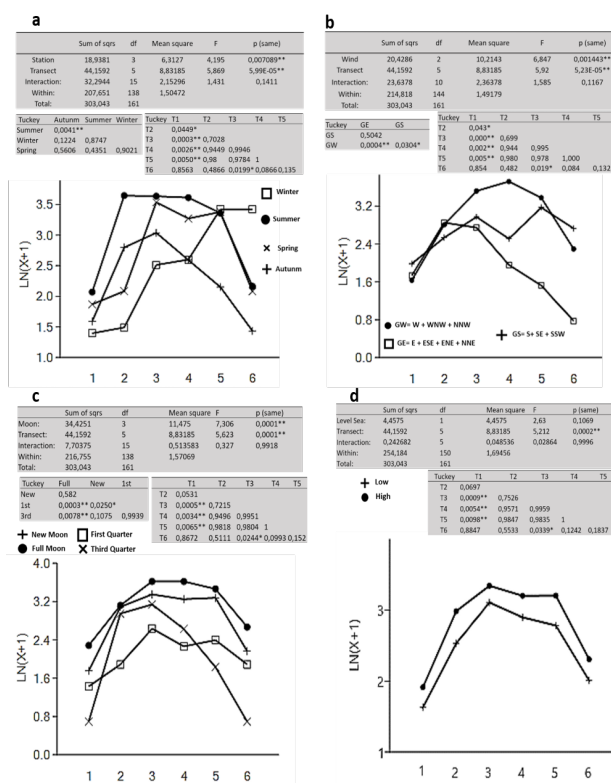 a
Sum of sqrs df Mean square F p (same)
Station 18,9381 3 6,3127 4,195 0,007089**
Transect 44,1592 5 8,83185 5,869 5,99E-05**
Interaction: 32,2944 15 2,15296 1,431 0,1411
Within: 207,651 138 1,50472
Total: 303,043 161
Tuckey Autunm Summer Winter
Summer 0,0041**
Winter 0,1224 0,8747
Spring 0,5606 0,4351 0,9021
Tuckey T1 T2 T3 T4 T5
T2 0,0449*
T3 0,0003** 0,7028
T4 0,0026** 0,9449 0,9946
T5 0,0050** 0,98 0,9784 1
T6 0,8563 0,4866 0,0199* 0,0866 0,135
Winter
Summer
Spring
Autunm
LN(X+1)
3.5
3.0
2.5
2.0
1.5
1.0
1 2 3 4 5 6
b
Sum of sqrs df Mean square F p (same)
Wind 20,4286 2 10,2143 6,847 0,001443**
Transect 44,1592 5 8,83185 5,92 5,23E-05**
Interaction: 23,6378 10 2,36378 1,585 0,1167
Within: 214,818 144 1,49179
Total: 303,043 161
Tuckey GE GS
GS 0,5042
GW 0,0004** 0,0304*
Tuckey T1 T2 T3 T4 T5
T2 0,043*
T3 0,000** 0,699
T4 0,002** 0,944 0,995
T5 0,005** 0,980 0,978 1,000
T6 0,854 0,482 0,019* 0,084 0,132
LN(X+1)
3.2
2.4
1.6
0.8
0.0
GW= W + WNW + NNW
GS= S+ SE + SSW
GE= E + ESE + ENE + NNE
1 2 3 4 5 6
c
Sum of sqrs df Mean square F p (same)
Moon: 34,4251 3 11,475 7,306 0,0001**
Transect: 44,1592 5 8,83185 5,623 0,0001**
Interaction: 7,70375 15 0,513583 0,327 0,9918
Within: 216,755 138 1,57069
Total: 303,043 161
Tuckey Full New 1st
New 0,582
1st 0,0003** 0,0250*
3rd 0,0078** 0,1075 0,9939
T1 T2 T3 T4 T5
T2 0,0531
T3 0,0005** 0,7215
T4 0,0034** 0,9496 0,9951
T5 0,0065** 0,9818 0,9804 1
T6 0,8672 0,5111 0,0244* 0,0993 0,152
New Moon First Quarter
Full Moon Third Quarter
LN(X+1)
4.0
3.2
2.4
1.6
0.8
0.0
1 2 3 4 5 6
d
Sum of sqrs df Mean square F p (same)
Level Sea: 4,4575 1 4,4575 2,63 0,1069
Transect: 44,1592 5 8,83185 5,212 0,0002**
Interaction: 0,242682 5 0,048536 0,02864 0,9996
Within: 254,184 150 1,69456
Total: 303,043 161
Tuckey T1 T2 T3 T4 T5
T2 0,0697
T3 0,0009** 0,7526
T4 0,0054** 0,9571 0,9959
T5 0,0098** 0,9847 0,9835 1
T6 0,8847 0,5533 0,0339* 0,1242 0,1837
Low
High
LN(X+1)
3
2
1
1 2 3 4 5 6